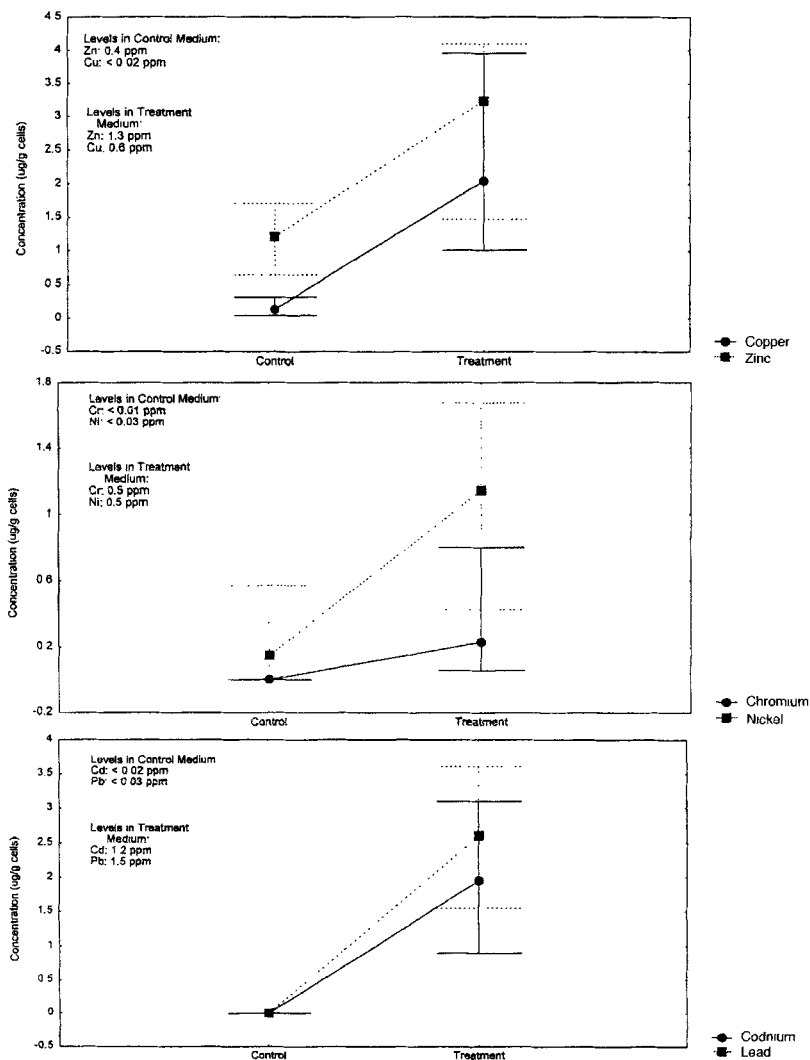 4.5
4
3.5
3
2.5
2
1.5
1
0.5
0
-0.5
Concentration (ug/g cells)
Levels in Control Medium:
Zn: 0.4 ppm
Cu: < 0 02 ppm
Levels in Treatment
Medium:
Zn: 1.3 ppm
Cu. 0.6 ppm
Control Treatment
Copper
Zinc
1.8
1.4
1
0.6
0.2
-0.2
Concentration (ug/g cells)
Levels in Control Medium:
Cr: < 0.01 ppm
Ni: < 0.03 ppm
Levels in Treatment
Medium:
Cr: 0.5 ppm
Ni: 0.5 ppm
Control Treatment
Chromium
Nickel
4
3.5
3
2.5
2
1.5
1
0.5
0
-0.5
Concentration (ug/g cells)
Levels in Control Medium
Cd: < 0.02 ppm
Pb: < 0 03 ppm
Levels in Treatment
Medium:
Cd: 1.2 ppm
Pb: 1.5 ppm
Control Treatment
Codnium
Lead